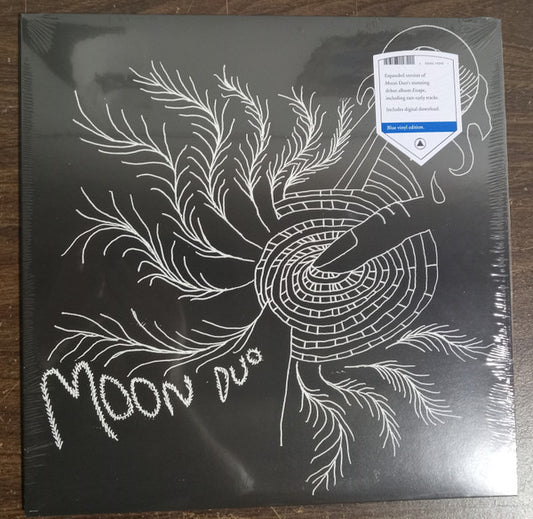 Expanded version of
Moon Duo's stunning
debut album Escape,
including rare early tracks.
Includes digital download.
Blue vinyl edition.
MOON DUO